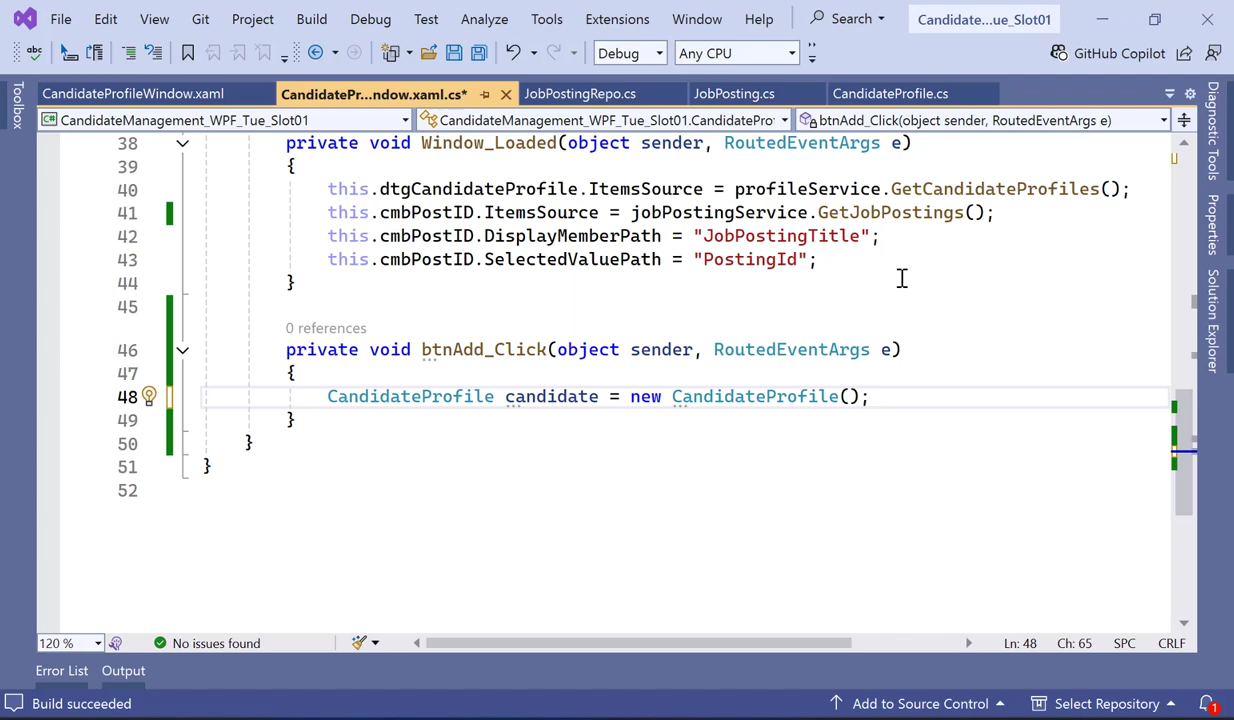 File Edit View Git Project Build Debug Test Analyze Tools Extensions Window Help Search Candidate...ue_Slot01
abc Debug Any CPU GitHub Copilot
CandidateProfileWindow.xaml CandidatePr...ndow.xaml.cs* JobPostingRepo.cs JobPosting.cs CandidateProfile.cs
CandidateManagement_WPF_Tue_Slot01 CandidateManagement_WPF_Tue_Slot01.CandidateProf btnAdd_Click(object sender, RoutedEventArgs e)
Toolbox
38 private void Window_Loaded(object sender, RoutedEventArgs e)
39 {
40 this.dtgCandidateProfile.ItemsSource = profileService.GetCandidateProfiles();
41 this.cmbPostID.ItemsSource = jobPostingService.GetJobPostings();
42 this.cmbPostID.DisplayMemberPath = "JobPostingTitle";
43 this.cmbPostID.SelectedValuePath = "PostingId";
44 }
45
0 references
46 private void btnAdd_Click(object sender, RoutedEventArgs e)
47 {
48 CandidateProfile candidate = new CandidateProfile();
49 }
50 }
51 }
52
Diagnostic Tools
Properties
Solution Explorer
120 % No issues found Ln: 48 Ch: 65 SPC CRLF
Error List Output
Build succeeded Add to Source Control Select Repository 1